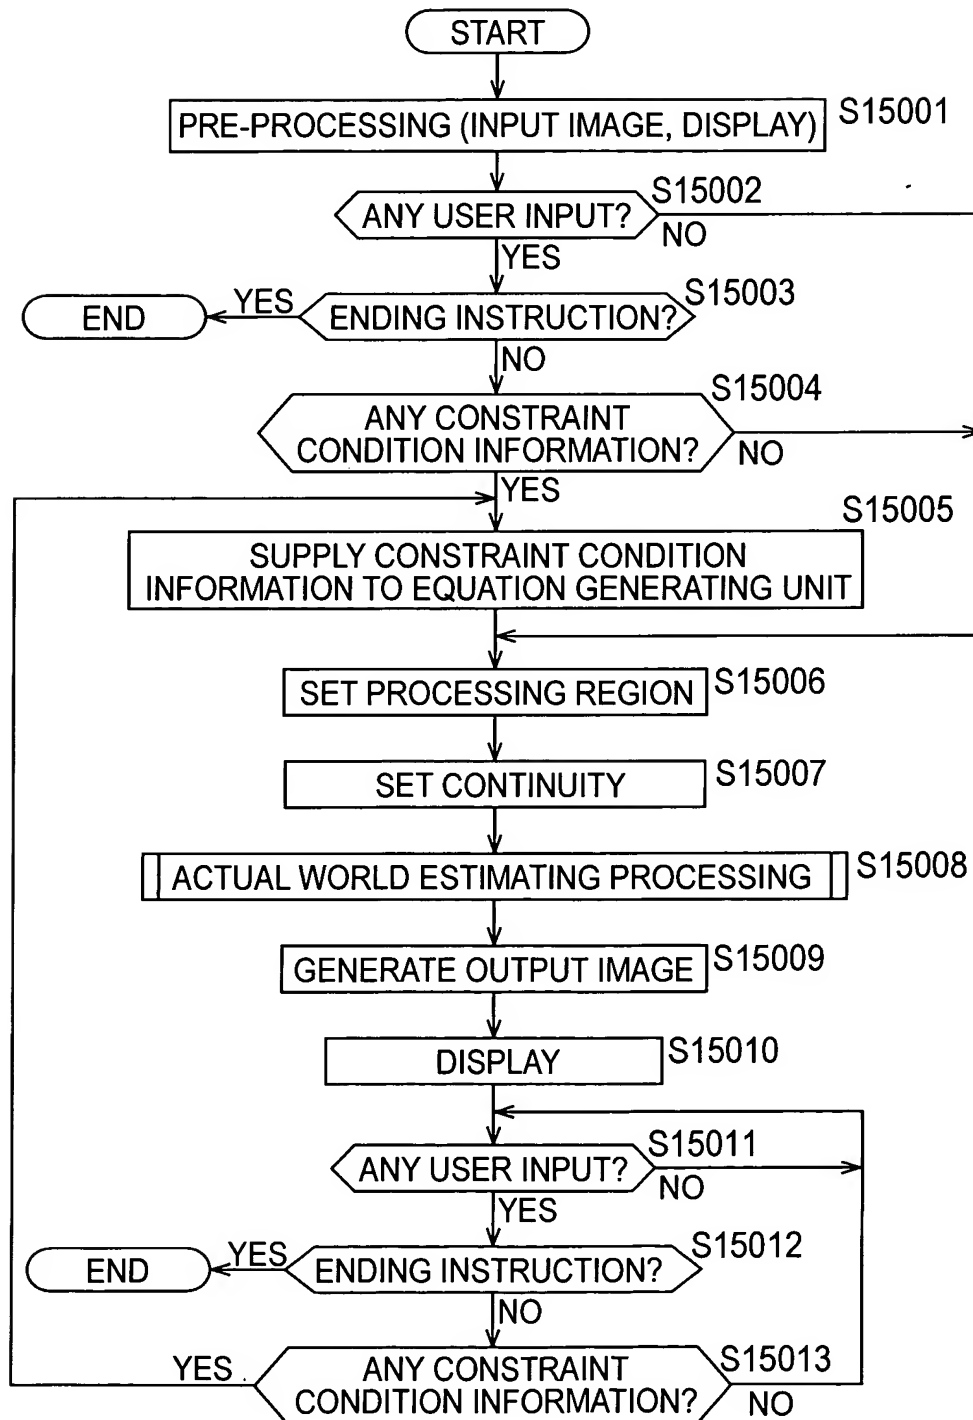 START
PRE-PROCESSING (INPUT IMAGE, DISPLAY)
S15001
ANY USER INPUT?
S15002
NO
YES
ENDING INSTRUCTION?
S15003
YES
END
NO
ANY CONSTRAINT
CONDITION INFORMATION?
S15004
NO
YES
S15005
SUPPLY CONSTRAINT CONDITION
INFORMATION TO EQUATION GENERATING UNIT
SET PROCESSING REGION
S15006
SET CONTINUITY
S15007
ACTUAL WORLD ESTIMATING PROCESSING
S15008
GENERATE OUTPUT IMAGE
S15009
DISPLAY
S15010
ANY USER INPUT?
S15011
NO
YES
ENDING INSTRUCTION?
S15012
YES
END
NO
ANY CONSTRAINT
CONDITION INFORMATION?
S15013
YES
NO